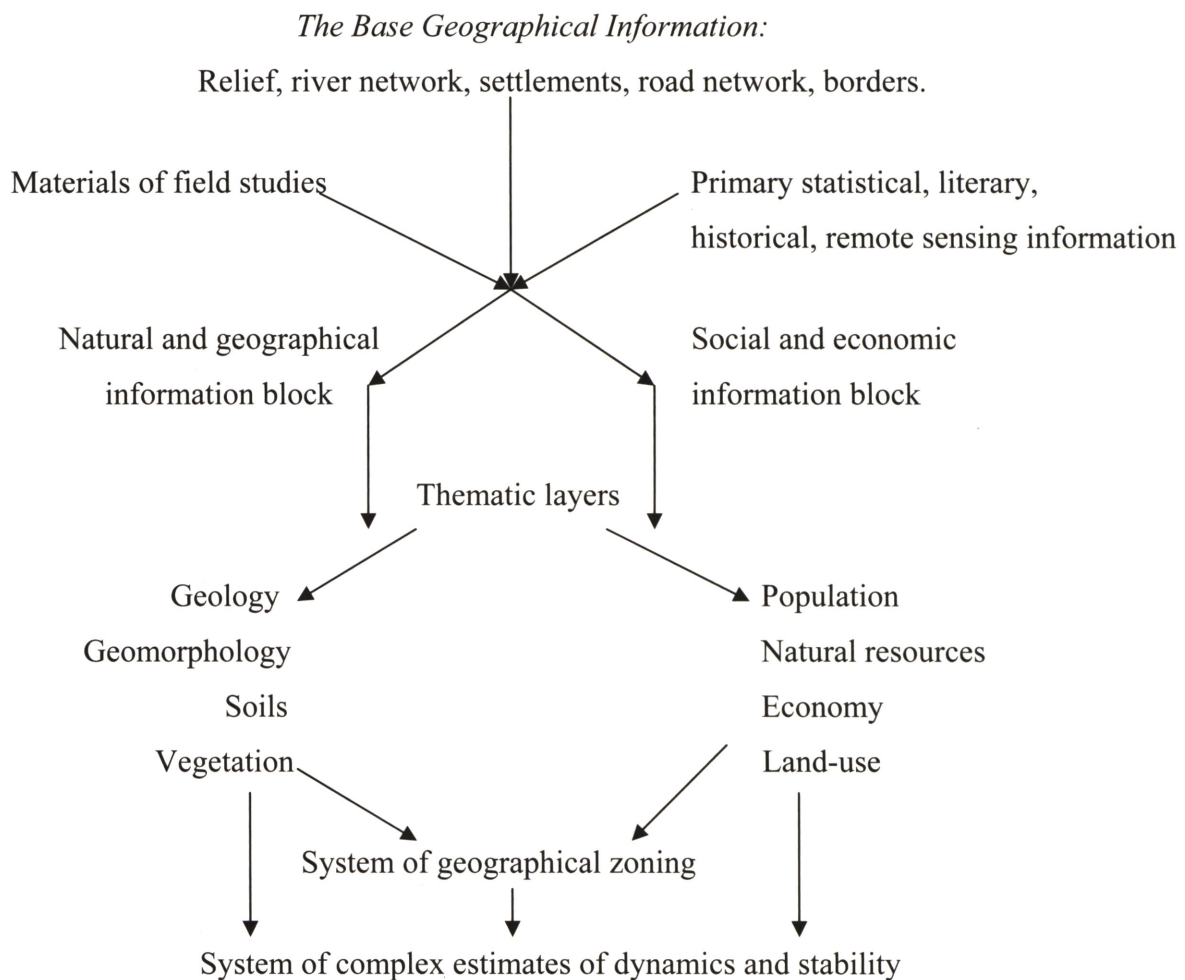 The Base Geographical Information:
Relief, river network, settlements, road network, borders.
Materials of field studies
Primary statistical, literary,
historical, remote sensing information
Natural and geographical
information block
Social and economic
information block
Thematic layers
Geology
Geomorphology
Soils
Vegetation
Population
Natural resources
Economy
Land-use
System of geographical zoning
System of complex estimates of dynamics and stability